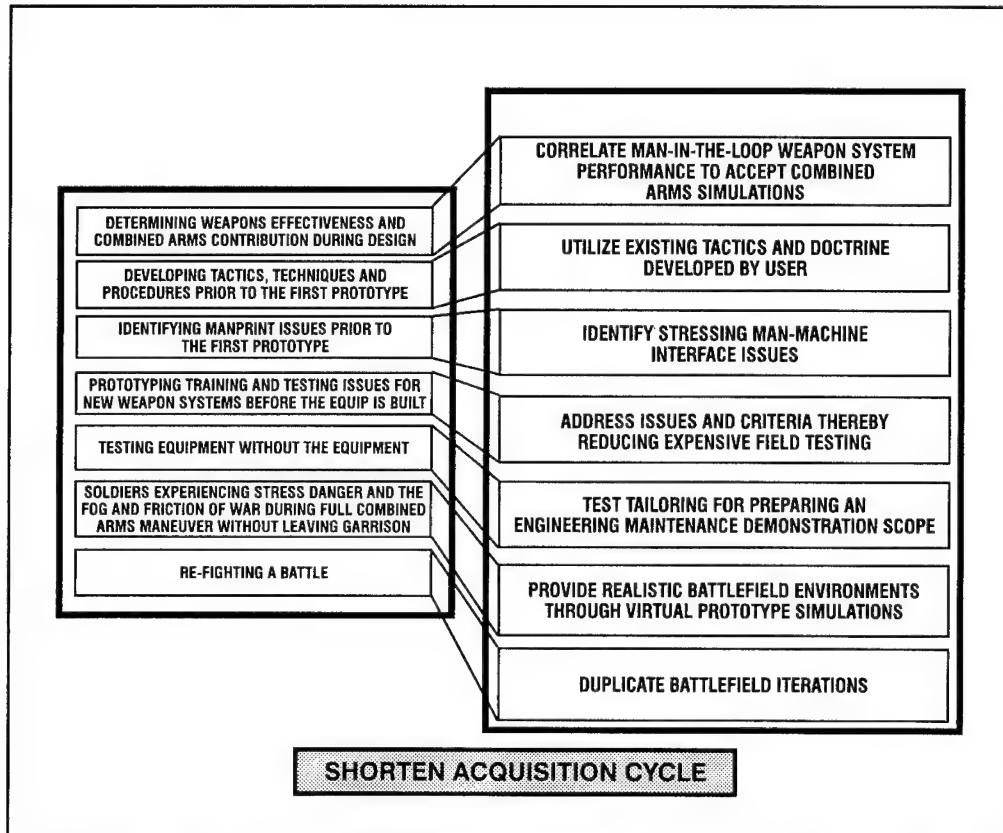 DETERMINING WEAPONS EFFECTIVENESS AND
COMBINED ARMS CONTRIBUTION DURING DESIGN
DEVELOPING TACTICS, TECHNIQUES AND
PROCEDURES PRIOR TO THE FIRST PROTOTYPE
IDENTIFYING MANPRINT ISSUES PRIOR TO
THE FIRST PROTOTYPE
PROTOTYPING TRAINING AND TESTING ISSUES FOR
NEW WEAPON SYSTEMS BEFORE THE EQUIP IS BUILT
TESTING EQUIPMENT WITHOUT THE EQUIPMENT
SOLDIERS EXPERIENCING STRESS DANGER AND THE
FOG AND FRICTION OF WAR DURING FULL COMBINED
ARMS MANEUVER WITHOUT LEAVING GARRISON
RE-FIGHTING A BATTLE
CORRELATE MAN-IN-THE-LOOP WEAPON SYSTEM
PERFORMANCE TO ACCEPT COMBINED
ARMS SIMULATIONS
UTILIZE EXISTING TACTICS AND DOCTRINE
DEVELOPED BY USER
IDENTIFY STRESSING MAN-MACHINE
INTERFACE ISSUES
ADDRESS ISSUES AND CRITERIA THEREBY
REDUCING EXPENSIVE FIELD TESTING
TEST TAILORING FOR PREPARING AN
ENGINEERING MAINTENANCE DEMONSTRATION SCOPE
PROVIDE REALISTIC BATTLEFIELD ENVIRONMENTS
THROUGH VIRTUAL PROTOTYPE SIMULATIONS
DUPLICATE BATTLEFIELD ITERATIONS
SHORTEN ACQUISITION CYCLE